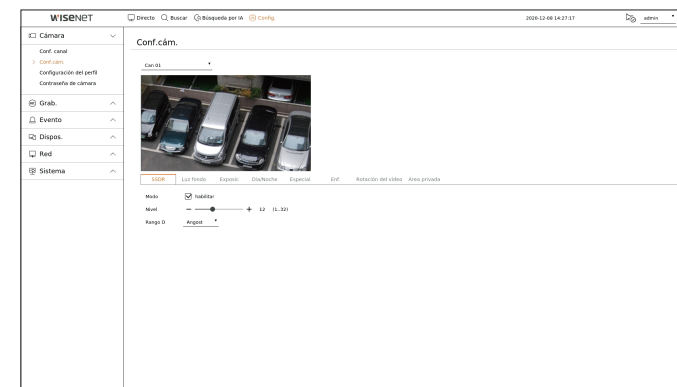 WISENET
Directo Buscar Búsqueda por IA Config.
2020-12-08 14:27:17 admin
Cámara
Conf. canal
Conf.cám.
Configuración del perfil
Contraseña de cámara
Grab.
Evento
Dispos.
Red
Sistema
Conf.cám.
Can 01
SSDR Luz fondo Exposic Día/Noche Especial Enf. Rotación del vídeo Área privada
Modo habilitar
Nivel 12 (1..32)
Rango D Angost